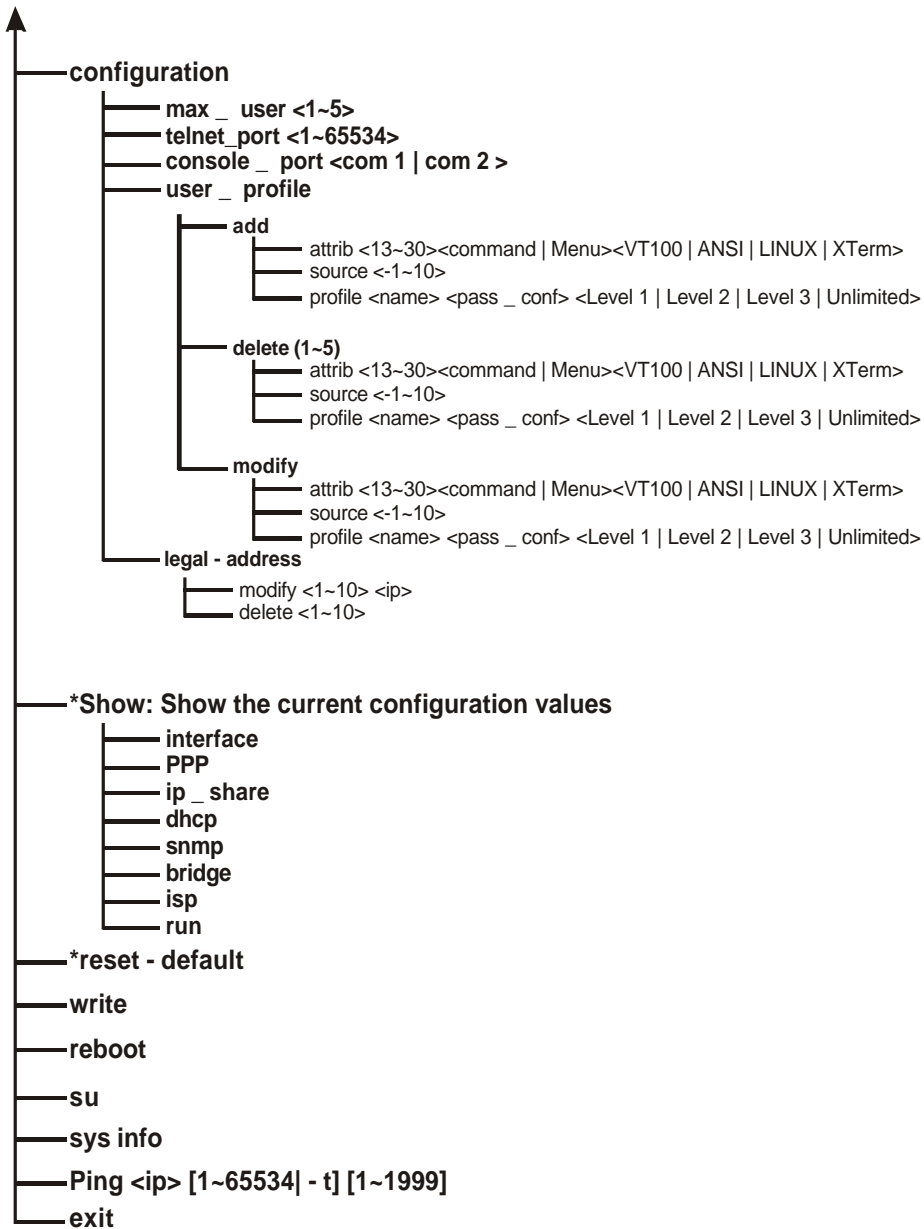 configuration
max _ user <1~5>
telnet_port <1~65534>
console _ port <com 1 | com 2 >
user _ profile
add
attrib <13~30><command | Menu><VT100 | ANSI | LINUX | XTerm>
source <-1~10>
profile <name> <pass _ conf> <Level 1 | Level 2 | Level 3 | Unlimited>
delete (1~5)
attrib <13~30><command | Menu><VT100 | ANSI | LINUX | XTerm>
source <-1~10>
profile <name> <pass _ conf> <Level 1 | Level 2 | Level 3 | Unlimited>
modify
attrib <13~30><command | Menu><VT100 | ANSI | LINUX | XTerm>
source <-1~10>
profile <name> <pass _ conf> <Level 1 | Level 2 | Level 3 | Unlimited>
legal - address
modify <1~10> <ip>
delete <1~10>
*Show: Show the current configuration values
interface
PPP
ip _ share
dhcp
snmp
bridge
isp
run
*reset - default
write
reboot
su
sys info
Ping <ip> [1~65534| - t] [1~1999]
exit